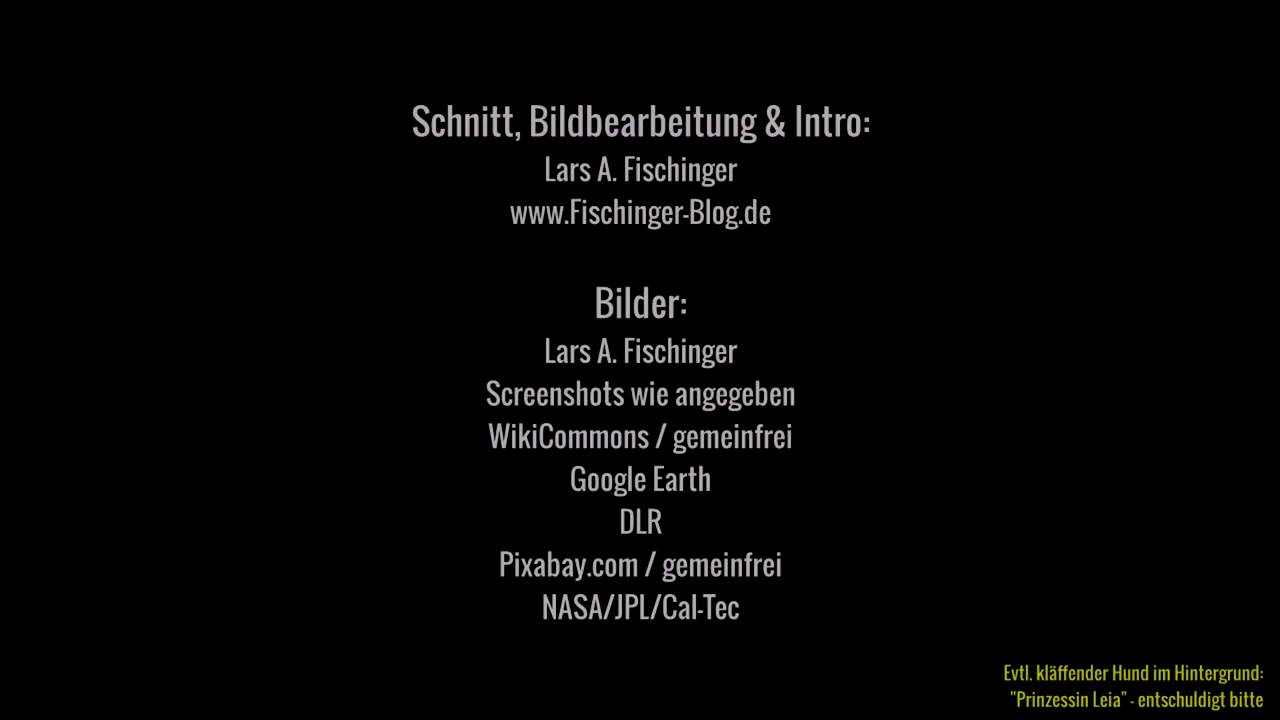 Schnitt, Bildbearbeitung & Intro:
Lars A. Fischinger
www.Fischinger-Blog.de
Bilder:
Lars A. Fischinger
Screenshots wie angegeben
WikiCommons / gemeinfrei
Google Earth
DLR
Pixabay.com / gemeinfrei
NASA/JPL/Cal-Tec
Evtl. kläffender Hund im Hintergrund:
"Prinzessin Leia" - entschuldigt bitte